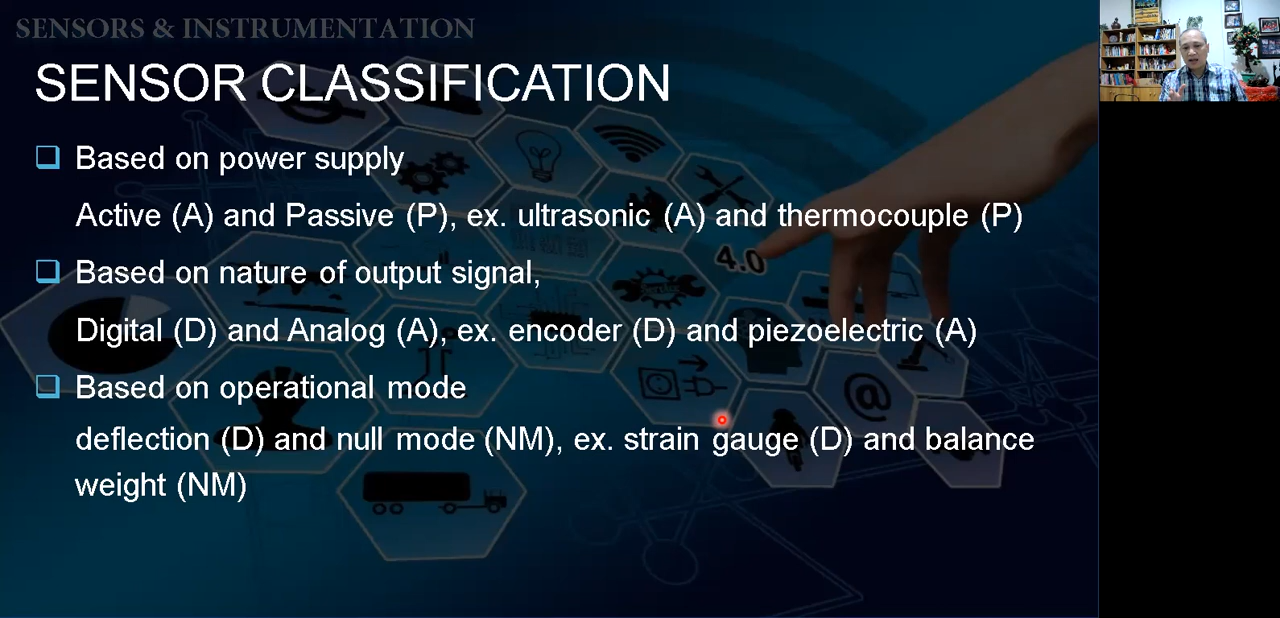 SENSORS & INSTRUMENTATION
SENSOR CLASSIFICATION
Based on power supply
Active (A) and Passive (P), ex. ultrasonic (A) and thermocouple (P)
Based on nature of output signal,
Digital (D) and Analog (A), ex. encoder (D) and piezoelectric (A)
Based on operational mode
deflection (D) and null mode (NM), ex. strain gauge (D) and balance
weight (NM)
4.0
Service
@